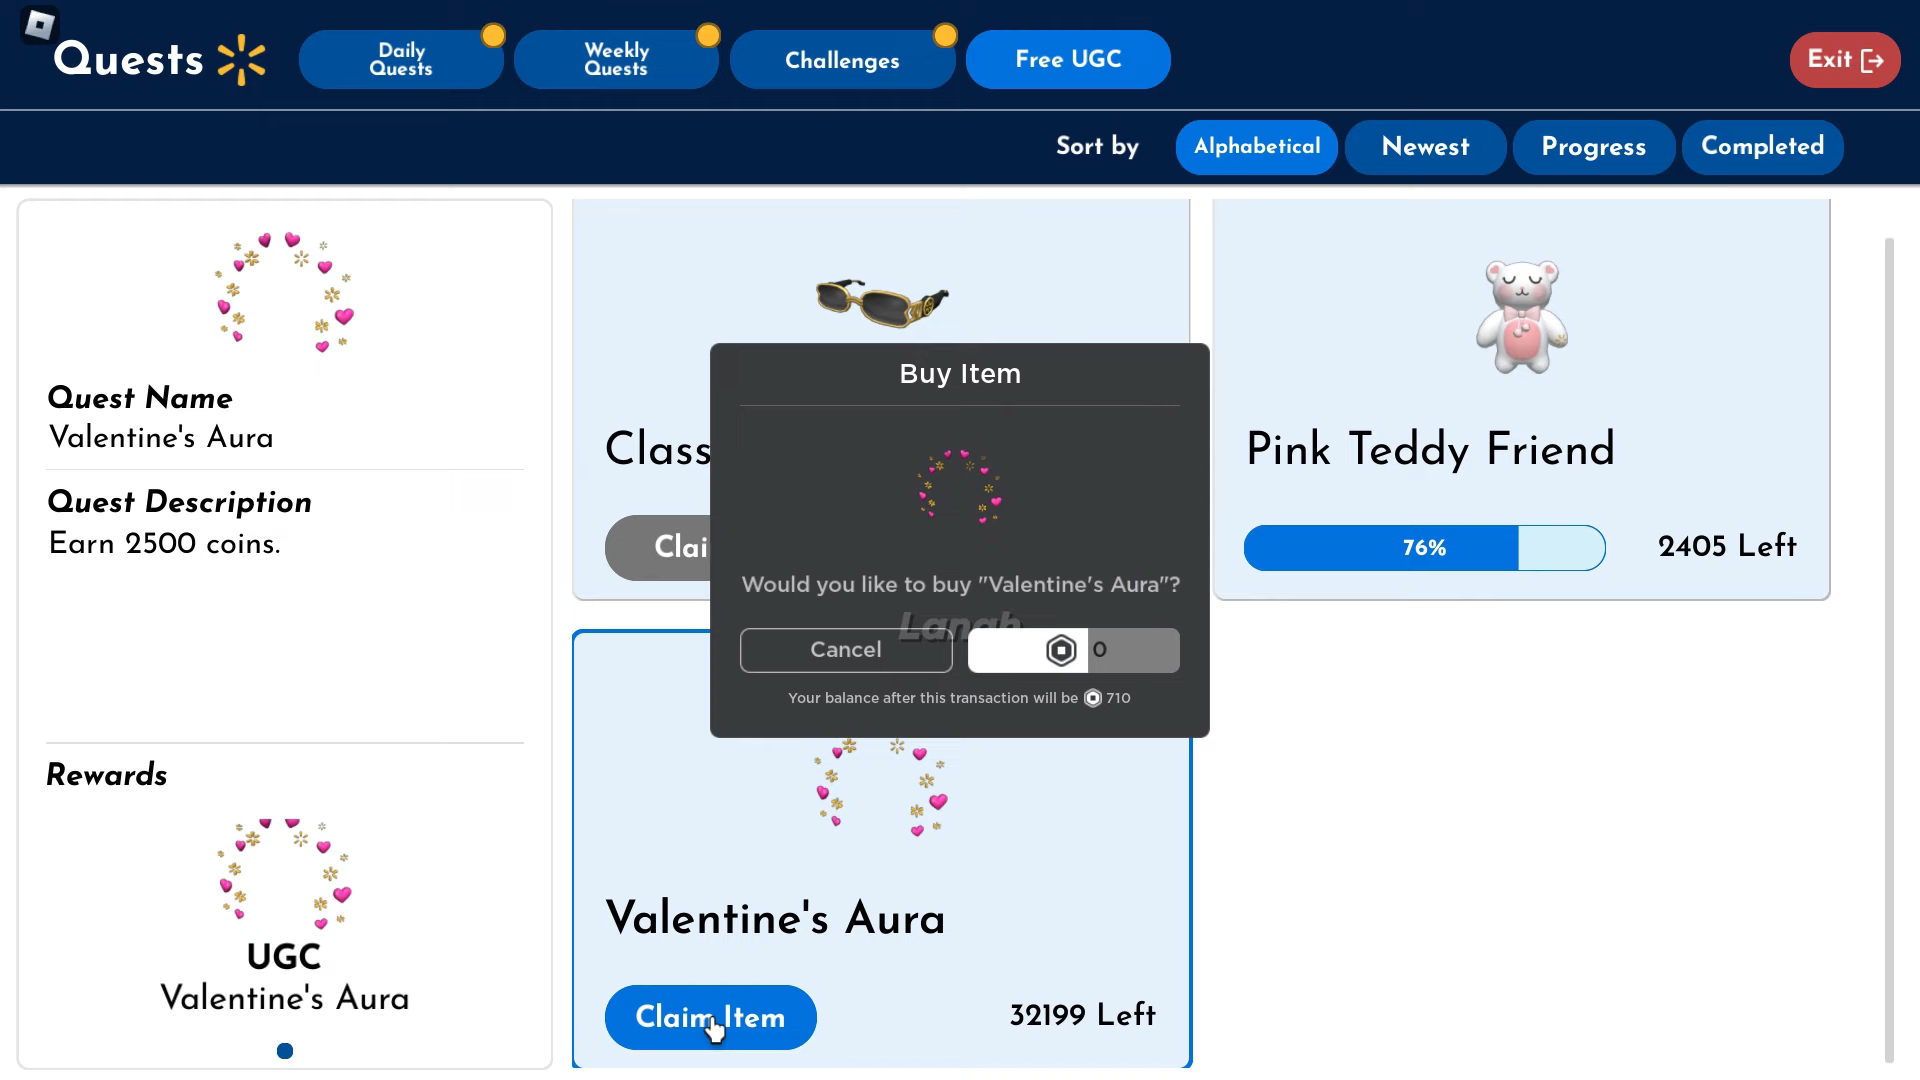 Quests
Daily
Quests
Weekly
Quests
Challenges
Free UGC
Exit
Sort by
Alphabetical
Newest
Progress
Completed
Quest Name
Valentine's Aura
Quest Description
Earn 2500 coins.
Rewards
UGC
Valentine's Aura
Class
Clai
Pink Teddy Friend
76%
2405 Left
Buy Item
Would you like to buy "Valentine's Aura"?
Lanah
Cancel
0
Your balance after this transaction will be 710
Valentine's Aura
Claim Item
32199 Left